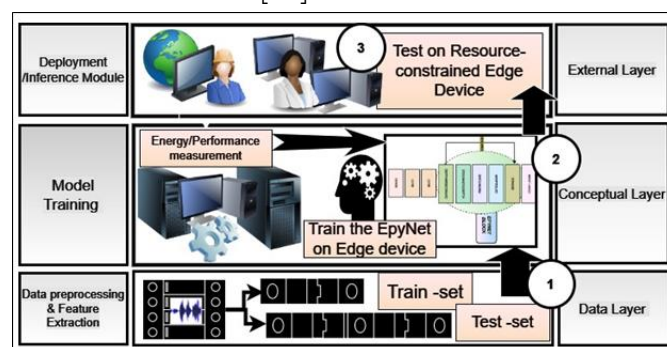 Deployment
/Inference Module
3
Test on Resource-
constrained Edge
Device
External Layer
Model
Training
Energy/Performance
measurement
Train the EpyNet
on Edge device
2
Conceptual Layer
Data preprocessing
& Feature
Extraction
Train -set
Test -set
1
Data Layer